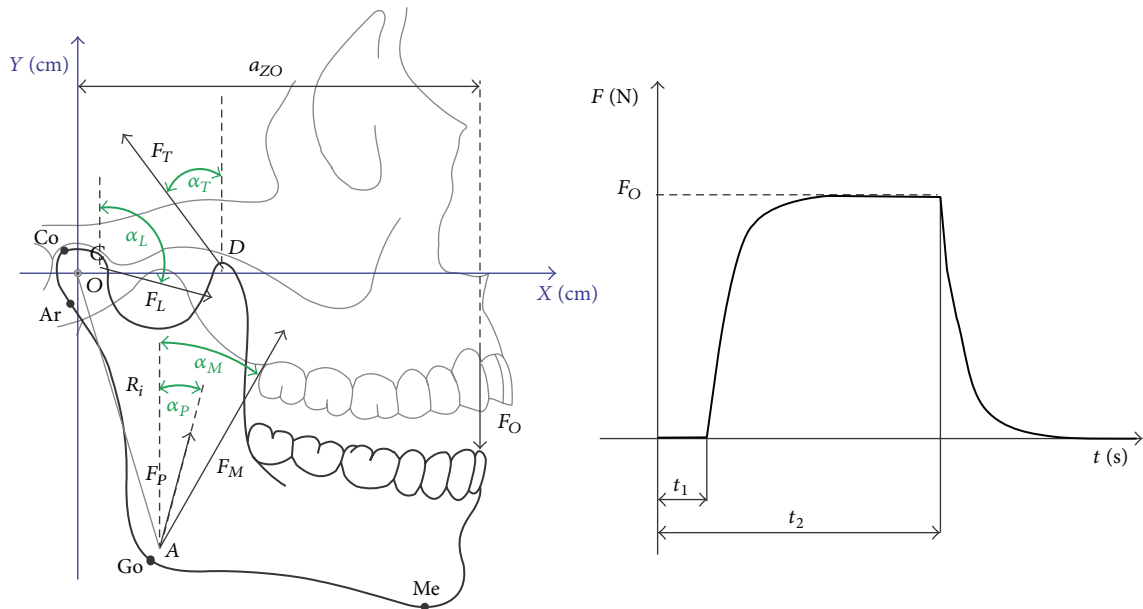 Y (cm)
a_ZO
F_T
α_T
α_L
Co
C
D
O
F_L
X (cm)
Ar
α_M
R_i
α_P
F_O
F_P
F_M
A
Go
Me
F (N)
F_O
t (s)
t_1
t_2